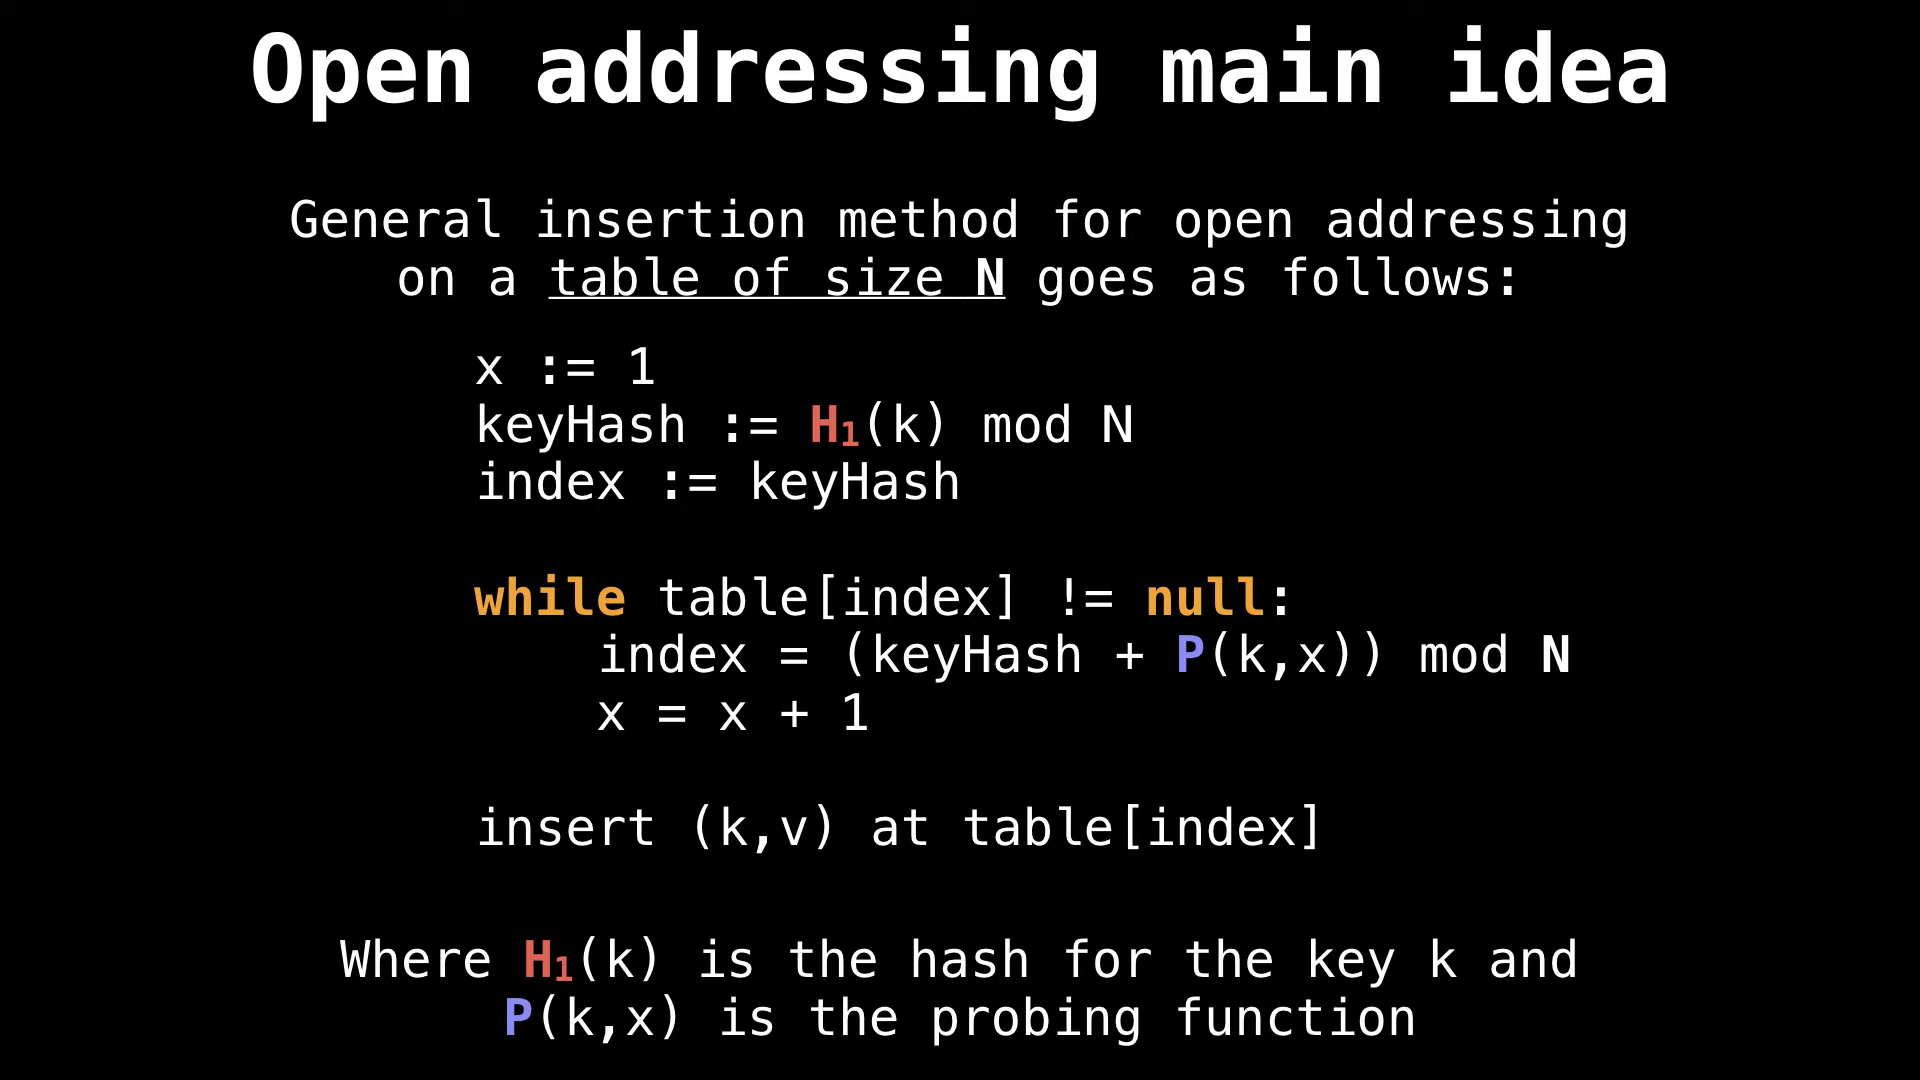 Open addressing main idea
General insertion method for open addressing
on a table of size N goes as follows:
x := 1
keyHash := H₁(k) mod N
index := keyHash
while table[index] != null:
index = (keyHash + P(k,x)) mod N
x = x + 1
insert (k,v) at table[index]
Where H₁(k) is the hash for the key k and
P(k,x) is the probing function